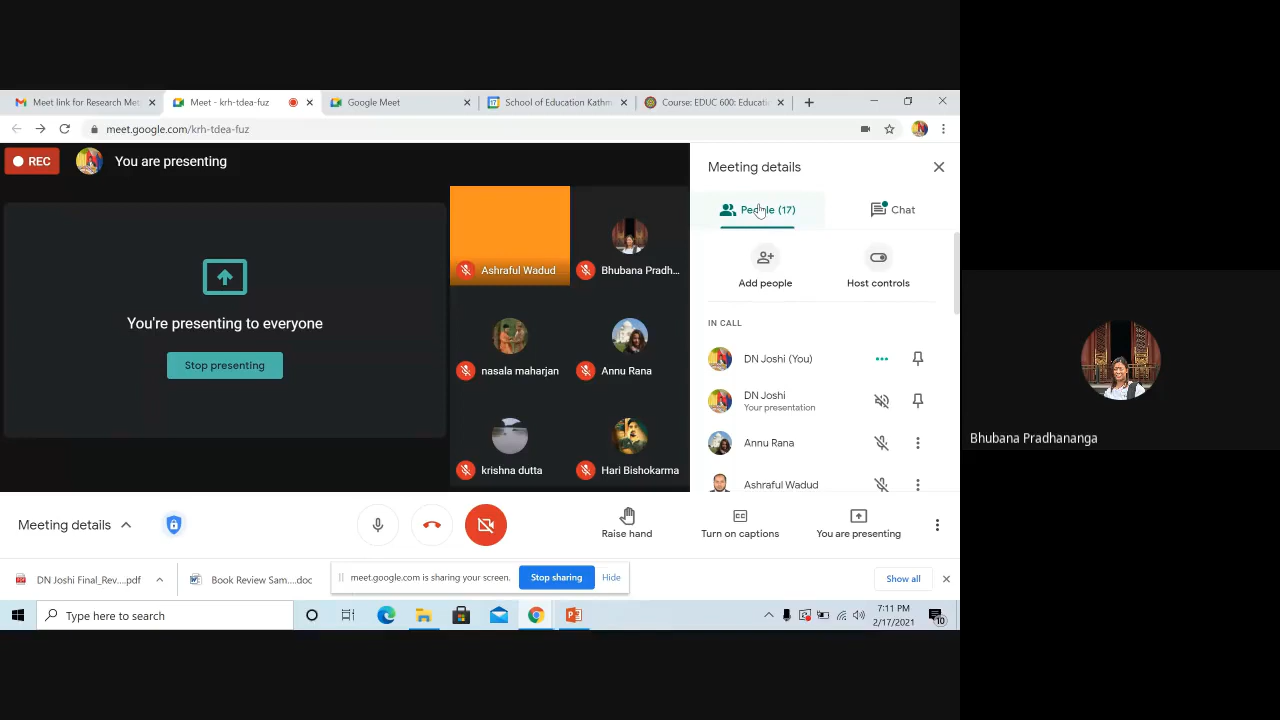 Meet link for Research Met
Meet - krh-tdea-fuz
Google Meet
School of Education Kathm
Course: EDUC 600: Educati
meet.google.com/krh-tdea-fuz
REC
You are presenting
You're presenting to everyone
Stop presenting
Ashraful Wadud
Bhubana Pradh...
nasala maharjan
Annu Rana
krishna dutta
Hari Bishokarma
Meeting details
People (17)
Chat
Add people
Host controls
IN CALL
DN Joshi (You)
DN Joshi
Your presentation
Annu Rana
Ashraful Wadud
Bhubana Pradhananga
Meeting details
Raise hand
Turn on captions
You are presenting
DN Joshi Final_Rev....pdf
Book Review Sam....doc
meet.google.com is sharing your screen.
Stop sharing
Hide
Show all
Type here to search
7:11 PM
2/17/2021
10